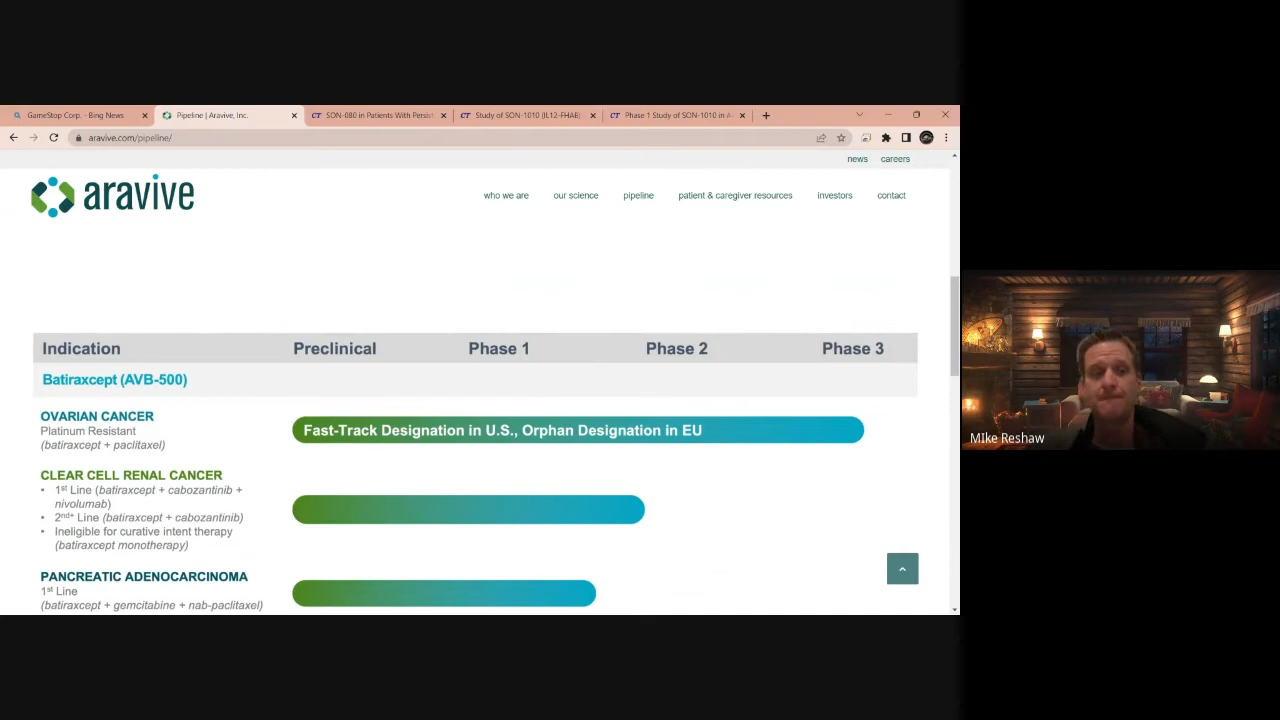 GameStop Corp. - Bing News
Pipeline | Aravive, Inc.
SON-080 in Patients With Persist
Study of SON-1010 (IL12-FHAB)
Phase 1 Study of SON-1010 in A
aravive.com/pipeline/
news careers
aravive
who we are our science pipeline patient & caregiver resources investors contact
Indication Preclinical Phase 1 Phase 2 Phase 3
Batiraxcept (AVB-500)
OVARIAN CANCER
Platinum Resistant
(batiraxcept + paclitaxel)
Fast-Track Designation in U.S., Orphan Designation in EU
CLEAR CELL RENAL CANCER
• 1st Line (batiraxcept + cabozantinib +
nivolumab)
• 2nd+ Line (batiraxcept + cabozantinib)
• Ineligible for curative intent therapy
(batiraxcept monotherapy)
PANCREATIC ADENOCARCINOMA
1st Line
(batiraxcept + gemcitabine + nab-paclitaxel)
MIke Reshaw